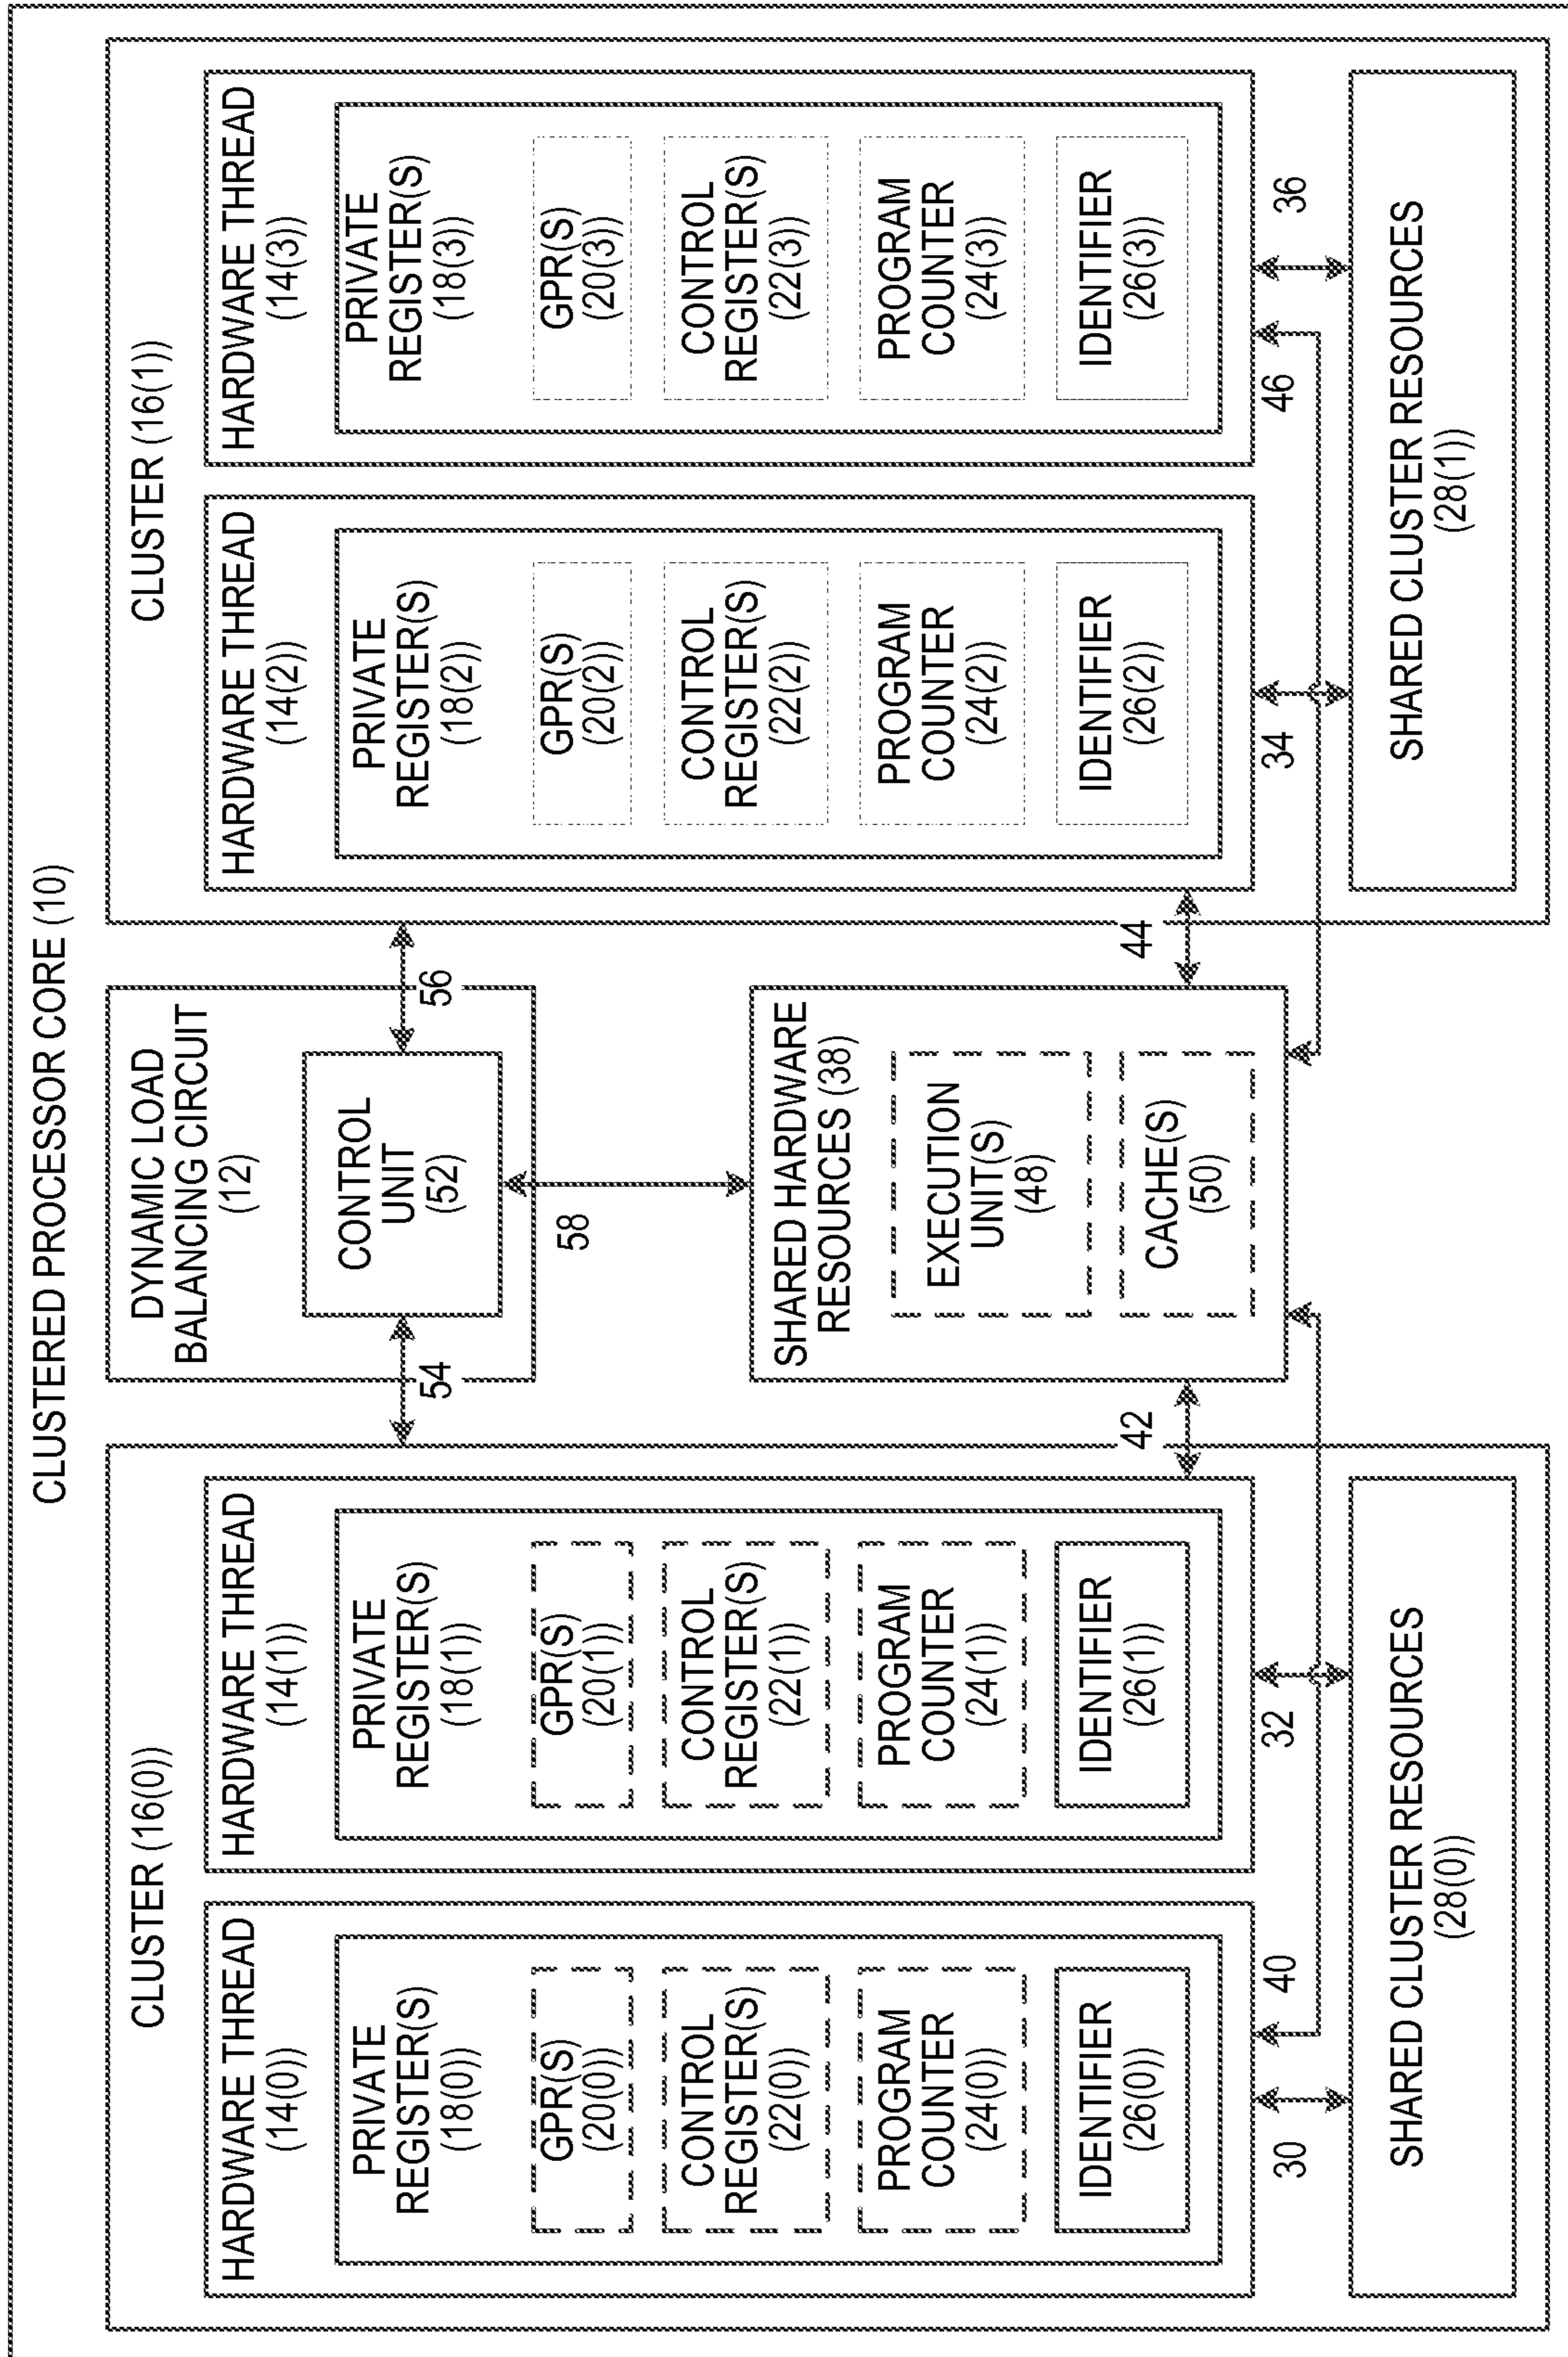 CLUSTERED PROCESSOR CORE (10)
CLUSTER (16(0))
HARDWARE THREAD
(14(0))
PRIVATE
REGISTER(S)
(18(0))
GPR(S)
(20(0))
CONTROL
REGISTER(S)
(22(0))
PROGRAM
COUNTER
(24(0))
IDENTIFIER
(26(0))
HARDWARE THREAD
(14(1))
PRIVATE
REGISTER(S)
(18(1))
GPR(S)
(20(1))
CONTROL
REGISTER(S)
(22(1))
PROGRAM
COUNTER
(24(1))
IDENTIFIER
(26(1))
30
40
32
SHARED CLUSTER RESOURCES
(28(0))
DYNAMIC LOAD
BALANCING CIRCUIT
(12)
CONTROL
UNIT
(52)
54
56
58
SHARED HARDWARE
RESOURCES (38)
EXECUTION
UNIT(S)
(48)
CACHE(S)
(50)
42
44
CLUSTER (16(1))
HARDWARE THREAD
(14(2))
PRIVATE
REGISTER(S)
(18(2))
GPR(S)
(20(2))
CONTROL
REGISTER(S)
(22(2))
PROGRAM
COUNTER
(24(2))
IDENTIFIER
(26(2))
HARDWARE THREAD
(14(3))
PRIVATE
REGISTER(S)
(18(3))
GPR(S)
(20(3))
CONTROL
REGISTER(S)
(22(3))
PROGRAM
COUNTER
(24(3))
IDENTIFIER
(26(3))
34
46
36
SHARED CLUSTER RESOURCES
(28(1))